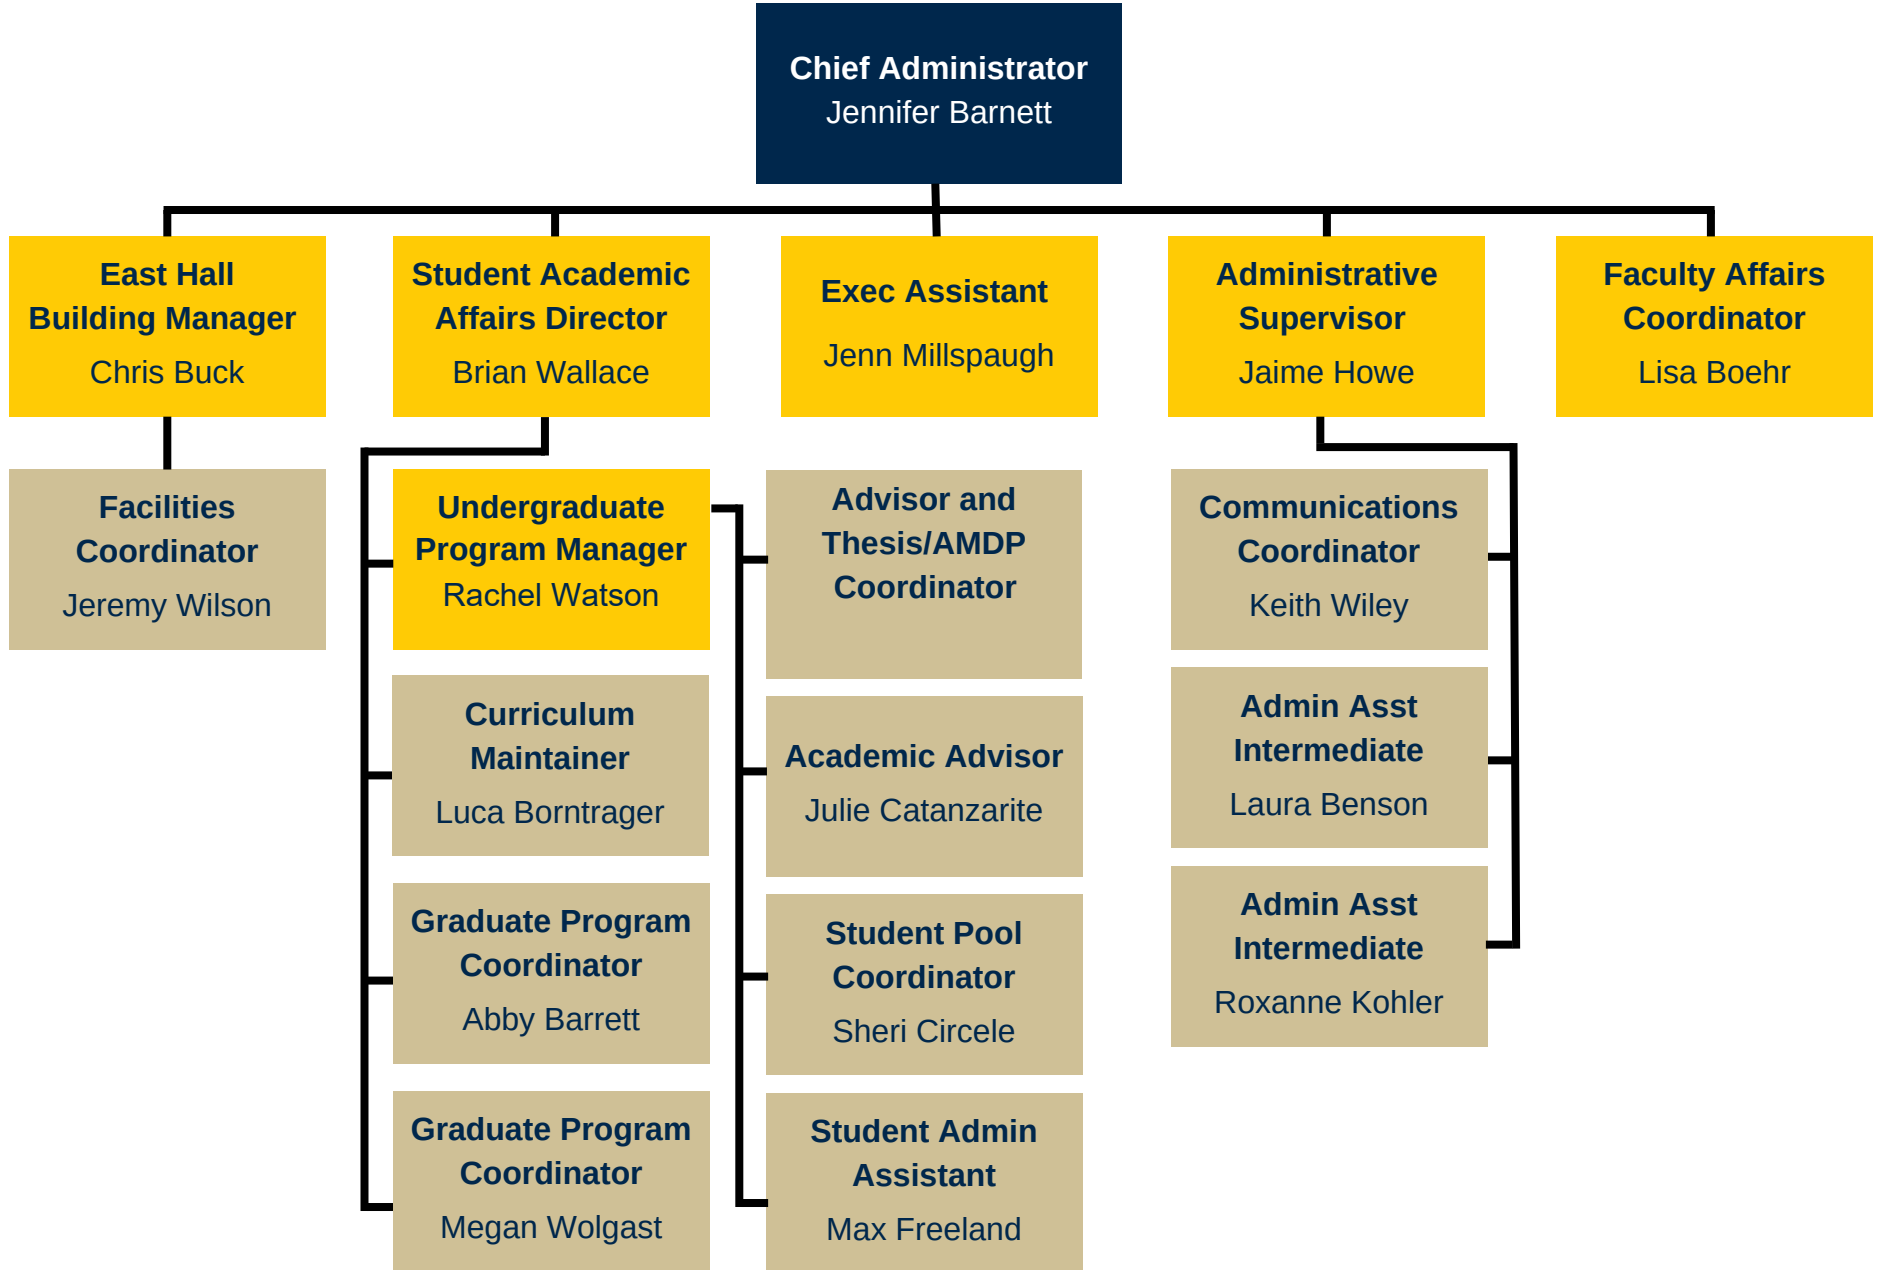 Chief Administrator
Jennifer Barnett
East Hall
Building Manager
Chris Buck
Student Academic
Affairs Director
Brian Wallace
Exec Assistant
Jenn Millspaugh
Administrative
Supervisor
Jaime Howe
Faculty Affairs
Coordinator
Lisa Boehr
Facilities
Coordinator
Jeremy Wilson
Undergraduate
Program Manager
Rachel Watson
Advisor and
Thesis/AMDP
Coordinator
Communications
Coordinator
Keith Wiley
Curriculum
Maintainer
Luca Borntrager
Academic Advisor
Julie Catanzarite
Admin Asst
Intermediate
Laura Benson
Graduate Program
Coordinator
Abby Barrett
Student Pool
Coordinator
Sheri Circele
Admin Asst
Intermediate
Roxanne Kohler
Graduate Program
Coordinator
Megan Wolgast
Student Admin
Assistant
Max Freeland